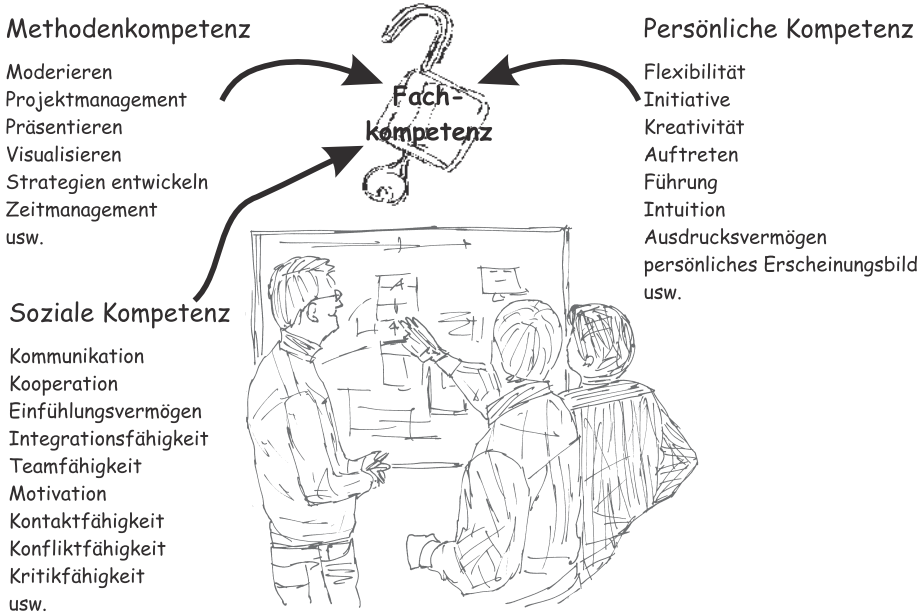 Methodenkompetenz
Moderieren
Projektmanagement
Präsentieren
Visualisieren
Strategien entwickeln
Zeitmanagement
usw.
Fach-
kompetenz
Persönliche Kompetenz
Flexibilität
Initiative
Kreativität
Auftreten
Führung
Intuition
Ausdrucksvermögen
persönliches Erscheinungsbild
usw.
Soziale Kompetenz
Kommunikation
Kooperation
Einfühlungsvermögen
Integrationsfähigkeit
Teamfähigkeit
Motivation
Kontaktfähigkeit
Konfliktfähigkeit
Kritikfähigkeit
usw.